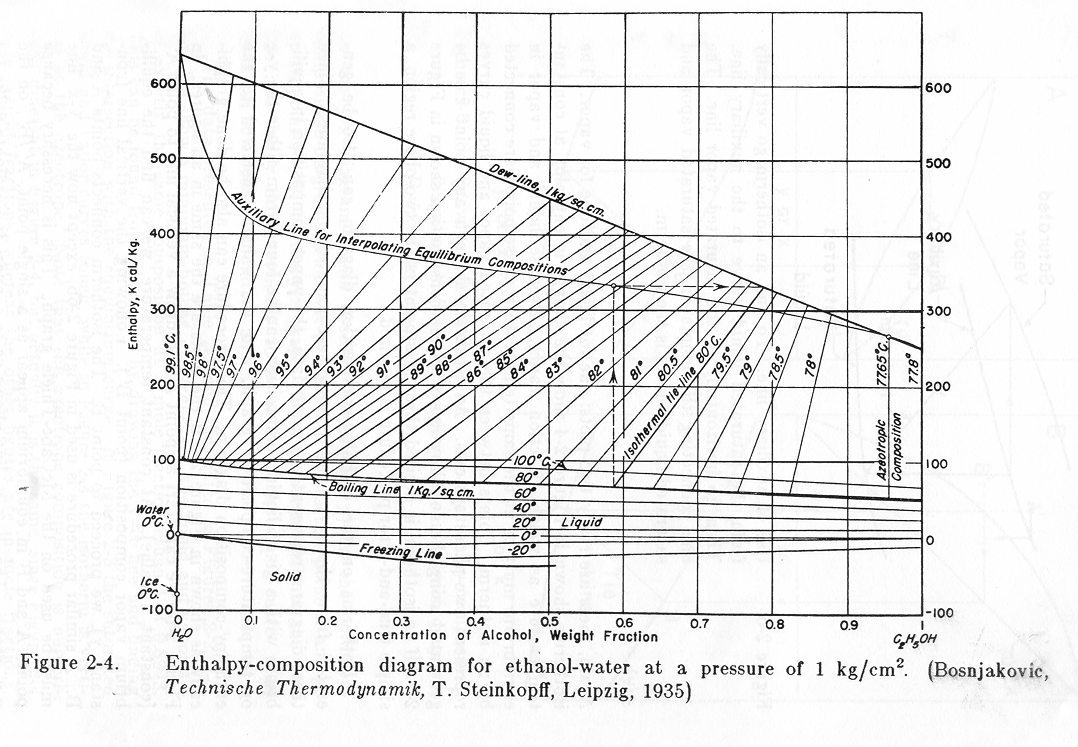 600
600
500
500
Dew-line, 1 kg/sq. cm.
Auxiliary Line for Interpolating Equilibrium Compositions
400
400
Enthalpy, K cal/Kg.
300
300
99.1°C.
98.5°
98°
97.5°
97°
96°
95°
94°
93°
92°
91°
90°
89°
88°
87°
86°
85°
84°
83°
82°
81°
80.5°
Isothermal tie-line 80°C.
79.5°
79°
78.5°
78°
77.65°C.
77.8°
200
200
Azeotropic
Composition
100
100°C.
100
80°
Boiling Line 1 Kg./sq.cm.
60°
40°
Water
0°C.
20°
Liquid
0
0°
0
Freezing Line
-20°
Solid
Ice
0°C.
-100
-100
0
0.1
0.2
0.3
0.4
0.5
0.6
0.7
0.8
0.9
1
H₂O
Concentration of Alcohol, Weight Fraction
C₂H₅OH
Figure 2-4. Enthalpy-composition diagram for ethanol-water at a pressure of 1 kg/cm². (Bosnjakovic,
Technische Thermodynamik, T. Steinkopff, Leipzig, 1935)